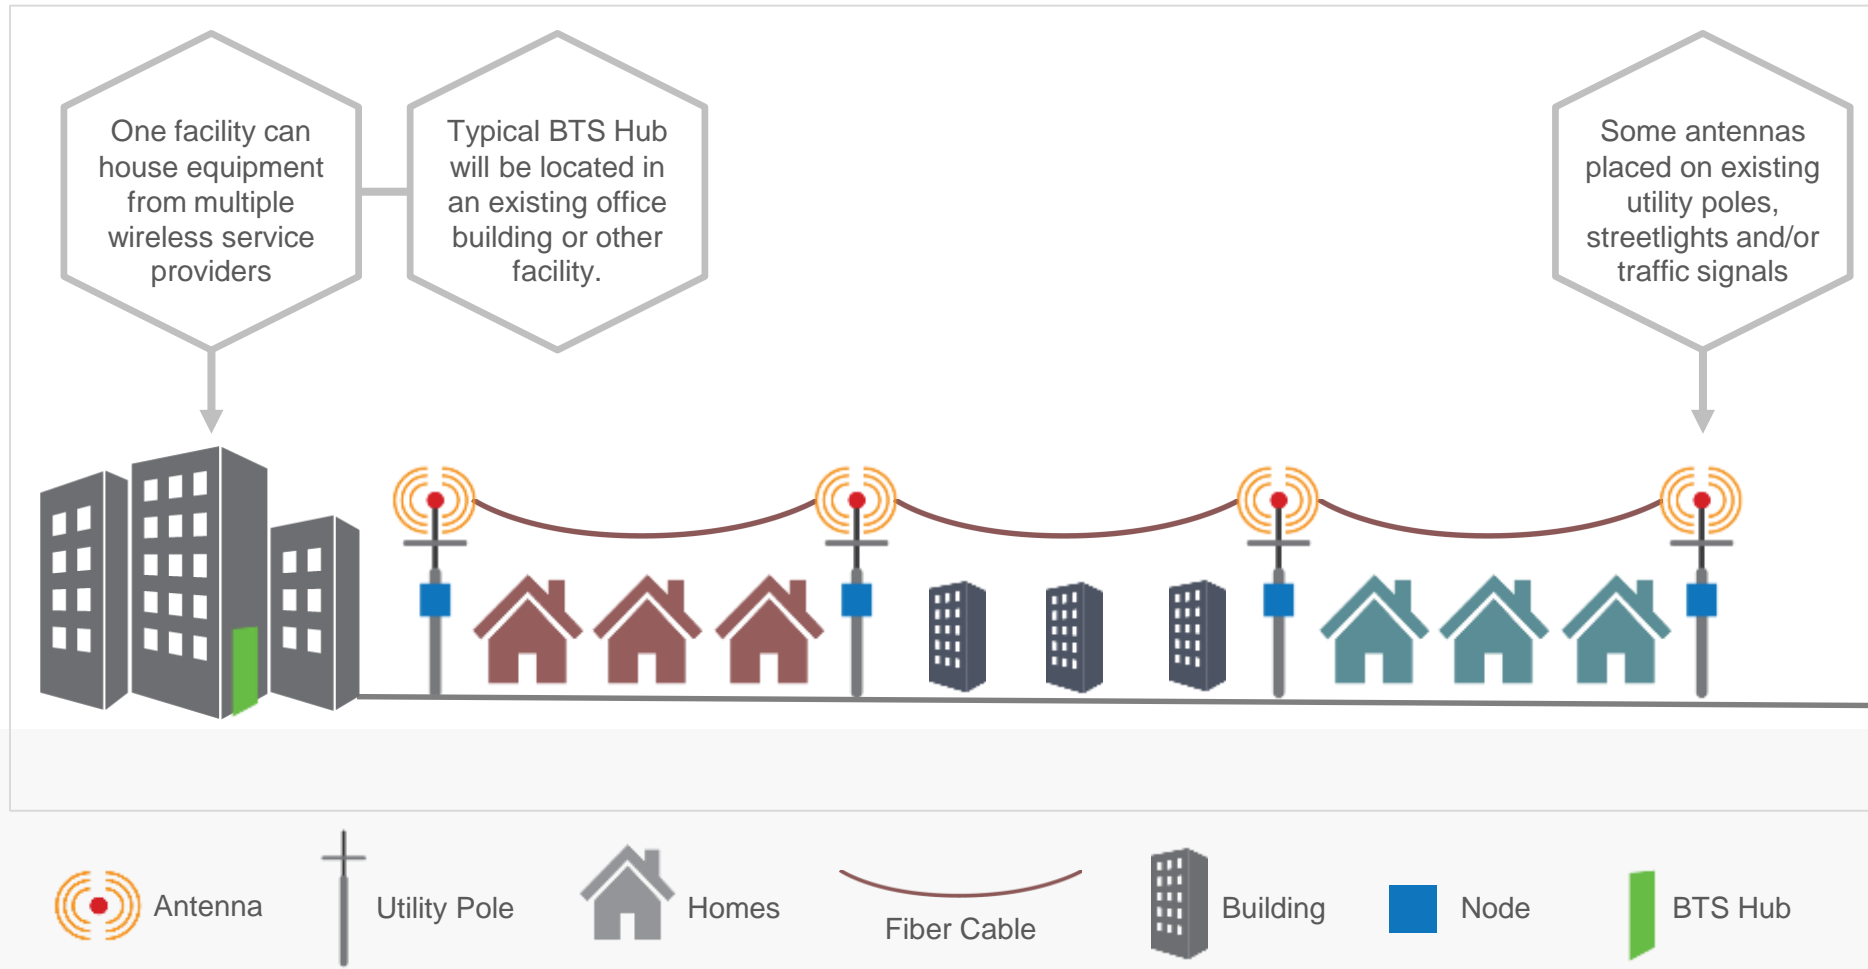 One facility can
house equipment
from multiple
wireless service
providers
Typical BTS Hub
will be located in
an existing office
building or other
facility.
Some antennas
placed on existing
utility poles,
streetlights and/or
traffic signals
Antenna
Utility Pole
Homes
Fiber Cable
Building
Node
BTS Hub